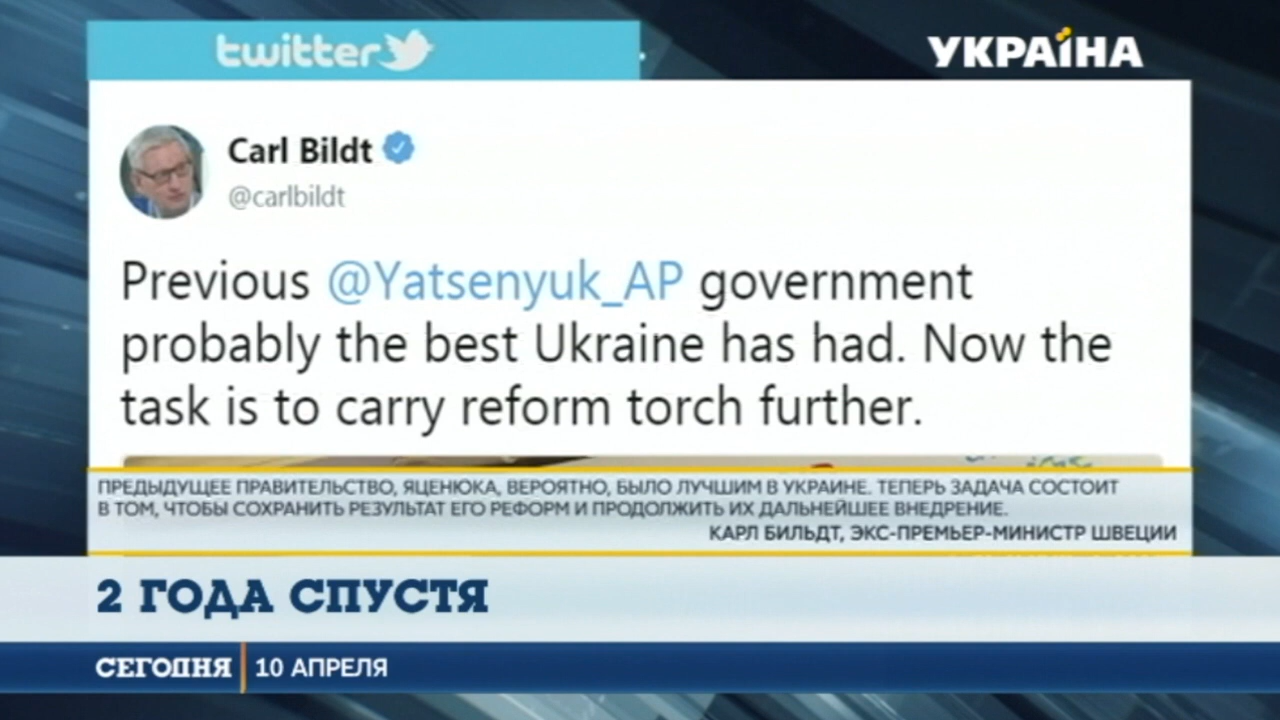 twitter
УКРАЇНА
Carl Bildt
@carlbildt
Previous @Yatsenyuk_AP government
probably the best Ukraine has had. Now the
task is to carry reform torch further.
ПРЕДЫДУЩЕЕ ПРАВИТЕЛЬСТВО, ЯЦЕНЮКА, ВЕРОЯТНО, БЫЛО ЛУЧШИМ В УКРАИНЕ. ТЕПЕРЬ ЗАДАЧА СОСТОИТ
В ТОМ, ЧТОБЫ СОХРАНИТЬ РЕЗУЛЬТАТ ЕГО РЕФОРМ И ПРОДОЛЖИТЬ ИХ ДАЛЬНЕЙШЕЕ ВНЕДРЕНИЕ.
КАРЛ БИЛЬДТ, ЭКС-ПРЕМЬЕР-МИНИСТР ШВЕЦИИ
2 ГОДА СПУСТЯ
СЕГОДНЯ 10 АПРЕЛЯ